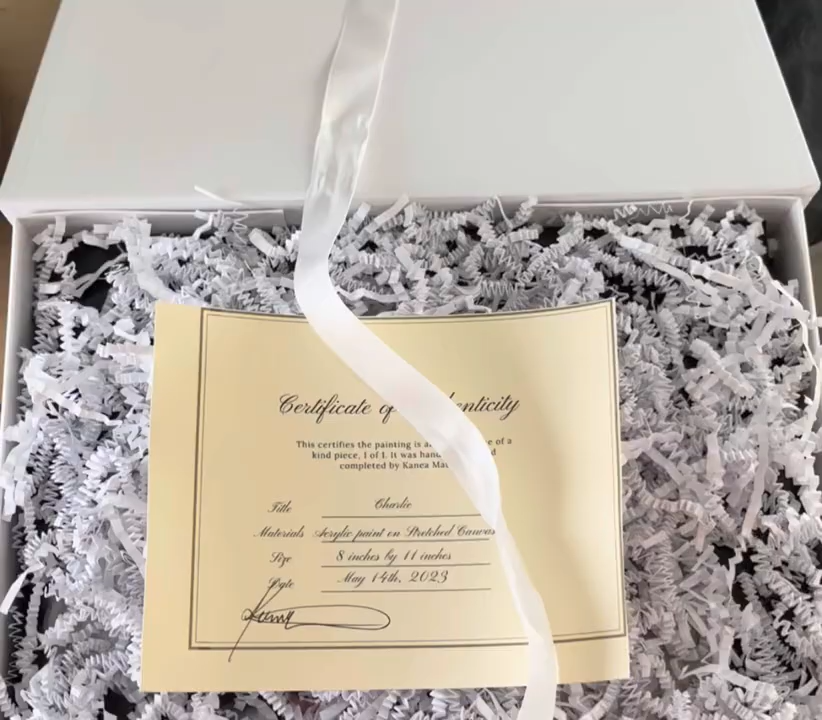 Certificate of
This certifies the painting is of a
kind piece, 1 of 1. It was
completed by Kanea
Title Charlie
Materials Acrylic paint on Stretched Canvas
Size 8 inches by 11 inches
Date May 14th, 2023